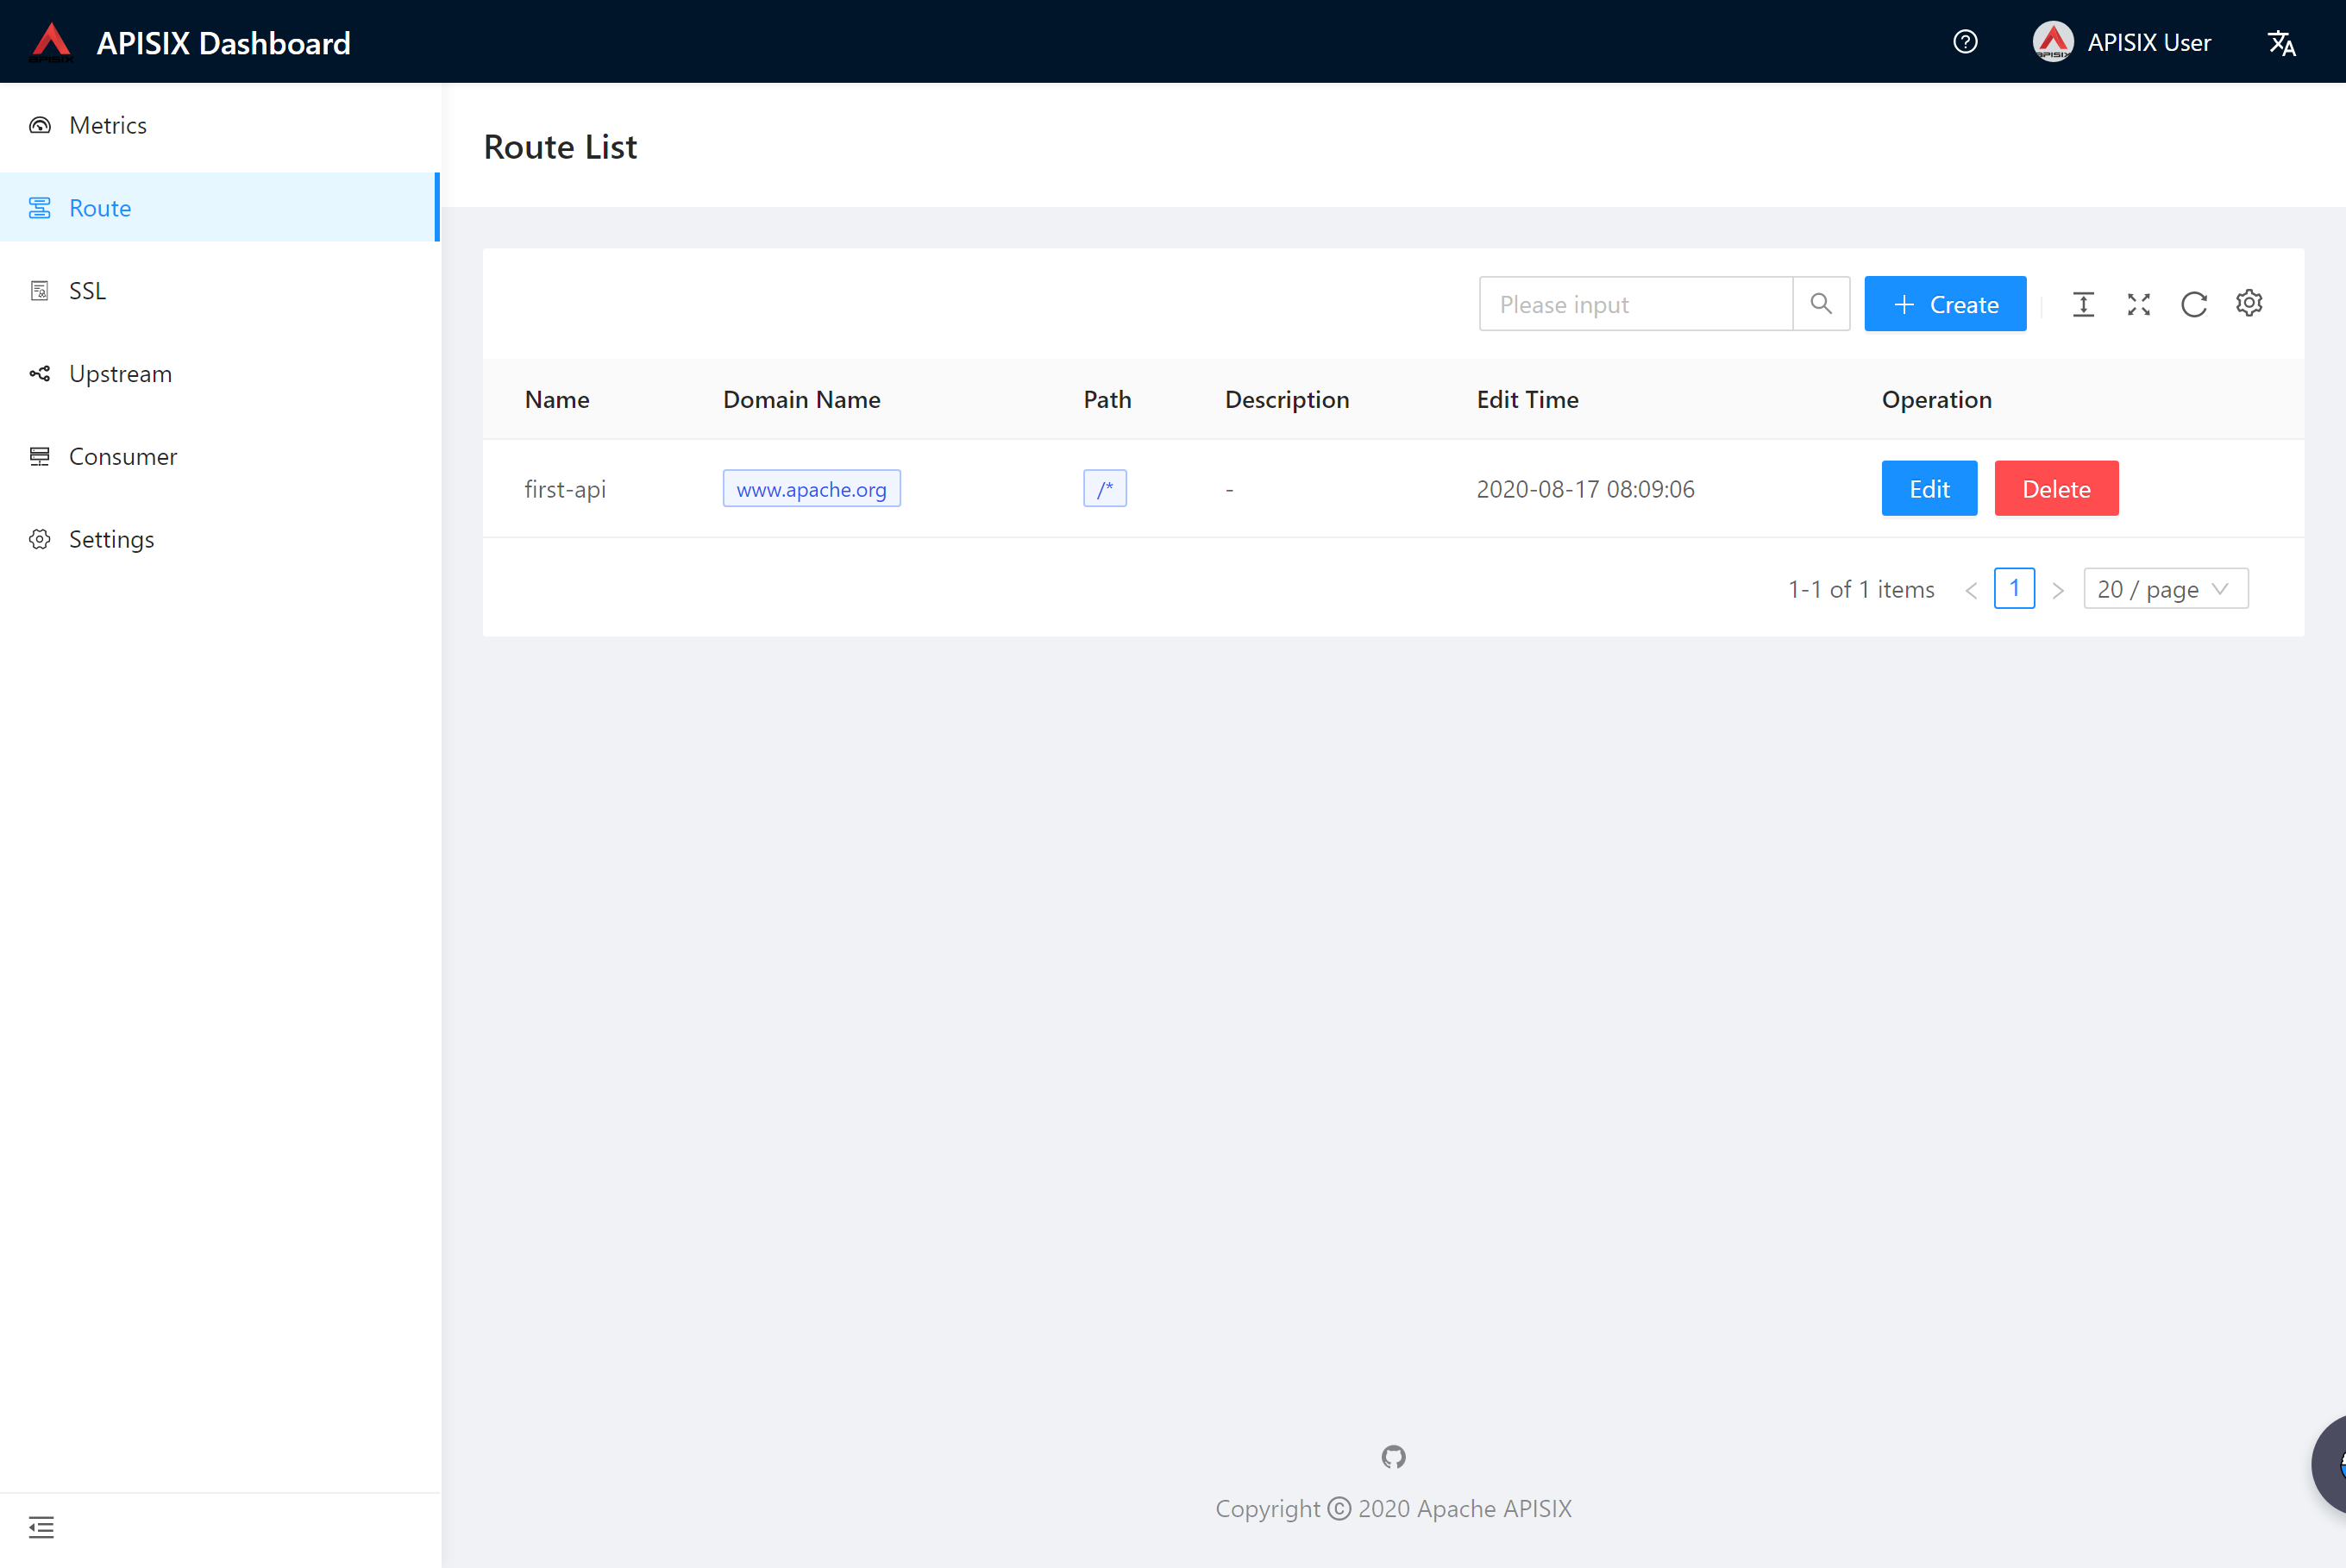 APISIX Dashboard
APISIX User
Metrics
Route
SSL
Upstream
Consumer
Settings
Route List
Please input
Create
Name Domain Name Path Description Edit Time Operation
first-api www.apache.org /* - 2020-08-17 08:09:06 Edit Delete
1-1 of 1 items < 1 > 20 / page
Copyright © 2020 Apache APISIX